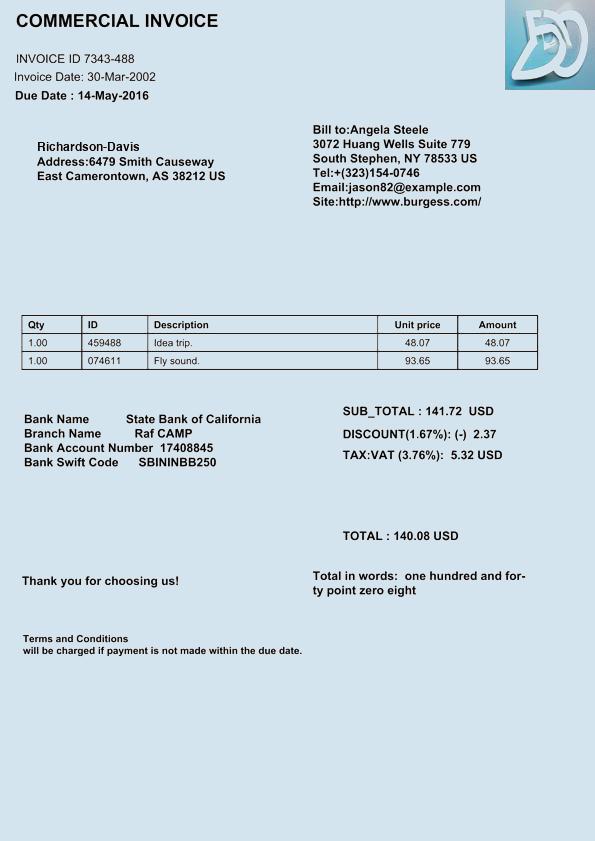 COMMERCIAL INVOICE
INVOICE ID 7343-488
Invoice Date: 30-Mar-2002
Due Date : 14-May-2016
Richardson-Davis
Address:6479 Smith Causeway
East Camerontown, AS 38212 US
Bill to:Angela Steele
3072 Huang Wells Suite 779
South Stephen, NY 78533 US
Tel:+(323)154-0746
Email:jason82@example.com
Site:http://www.burgess.com/
Qty ID Description Unit price Amount
1.00 459488 Idea trip. 48.07 48.07
1.00 074611 Fly sound. 93.65 93.65
Bank Name State Bank of California
Branch Name Raf CAMP
Bank Account Number 17408845
Bank Swift Code SBININBB250
SUB_TOTAL : 141.72 USD
DISCOUNT(1.67%): (-) 2.37
TAX:VAT (3.76%): 5.32 USD
TOTAL : 140.08 USD
Thank you for choosing us!
Total in words: one hundred and for-
ty point zero eight
Terms and Conditions
will be charged if payment is not made within the due date.